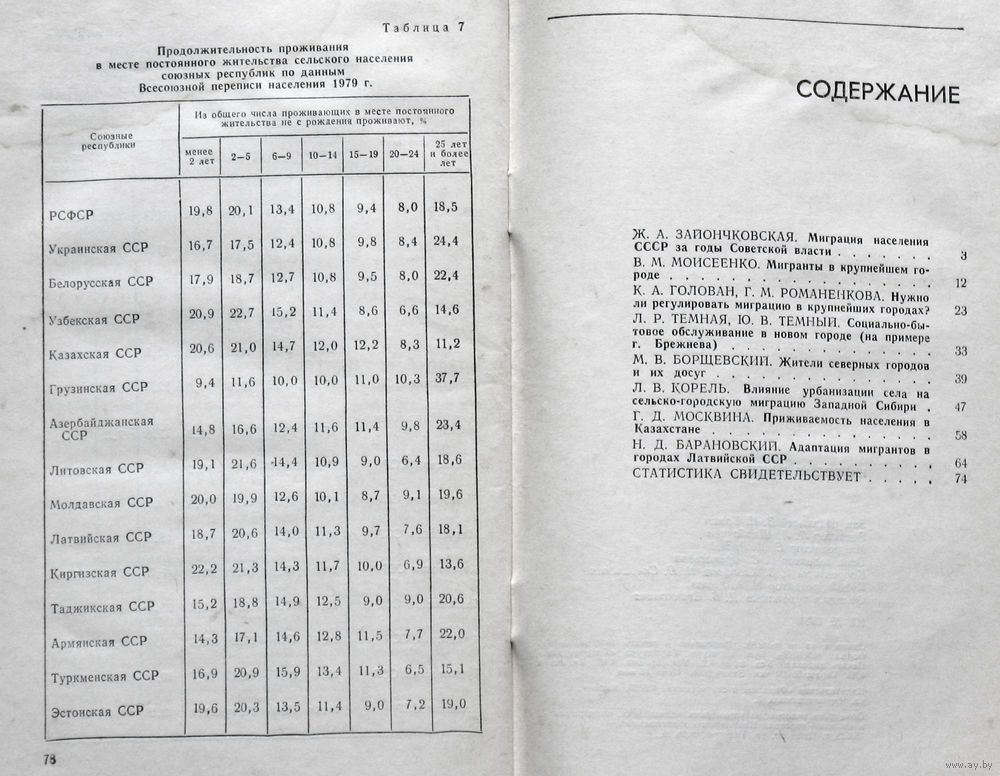 Таблица 7
Продолжительность проживания
в месте постоянного жительства сельского населения
союзных республик по данным
Всесоюзной переписи населения 1979 г.
Союзные республики
Из общего числа проживающих в месте постоянного
жительства не с рождения проживают, %
менее 2 лет 2—5 6—9 10—14 15—19 20—24 25 лет и более лет
РСФСР 19,8 20,1 13,4 10,8 9,4 8,0 18,5
Украинская ССР 16,7 17,5 12,4 10,8 9,8 8,4 24,4
Белорусская ССР 17,9 18,7 12,7 10,8 9,5 8,0 22,4
Узбекская ССР 20,9 22,7 15,2 11,4 8,6 6,6 14,6
Казахская ССР 20,6 21,0 14,7 12,0 12,2 8,3 11,2
Грузинская ССР 9,4 11,6 10,0 10,0 11,0 10,3 37,7
Азербайджанская
ССР 14,8 16,6 12,4 11,6 11,4 9,8 23,4
Литовская ССР 19,1 21,6 14,4 10,9 9,0 6,4 18,6
Молдавская ССР 20,0 19,9 12,6 10,1 8,7 9,1 19,6
Латвийская ССР 18,7 20,6 14,0 11,3 9,7 7,6 18,1
Киргизская ССР 22,2 21,3 14,3 11,7 10,0 6,9 13,6
Таджикская ССР 15,2 18,8 14,9 12,5 9,0 9,0 20,6
Армянская ССР 14,3 17,1 14,6 12,8 11,5 7,7 22,0
Туркменская ССР 16,9 20,9 15,9 13,4 11,3 6,5 15,1
Эстонская ССР 19,6 20,3 13,5 11,4 9,0 7,2 19,0
78
СОДЕРЖАНИЕ
Ж. А. ЗАЙОНЧКОВСКАЯ. Миграция населения
СССР за годы Советской власти . . . . . . . 3
В. М. МОИСЕЕНКО. Мигранты в крупнейшем го-
роде . . . . . . . . . . . . . . . . 12
К. А. ГОЛОВАН, Г. М. РОМАНЕНКОВА. Нужно
ли регулировать миграцию в крупнейших городах? 23
Л. Р. ТЕМНАЯ, Ю. В. ТЕМНЫЙ. Социально-бы-
товое обслуживание в новом городе (на примере
г. Брежнева) . . . . . . . . . . . . . 33
М. В. БОРЩЕВСКИЙ. Жители северных городов
и их досуг . . . . . . . . . . . . . . 39
Л. В. КОРЕЛЬ. Влияние урбанизации села на
сельско-городскую миграцию Западной Сибири . 47
Г. Д. МОСКВИНА. Приживаемость населения в
Казахстане . . . . . . . . . . . . . . 58
Н. Д. БАРАНОВСКИЙ. Адаптация мигрантов в
городах Латвийской ССР . . . . . . . . . 64
СТАТИСТИКА СВИДЕТЕЛЬСТВУЕТ . . . . . 74
www.ay.by